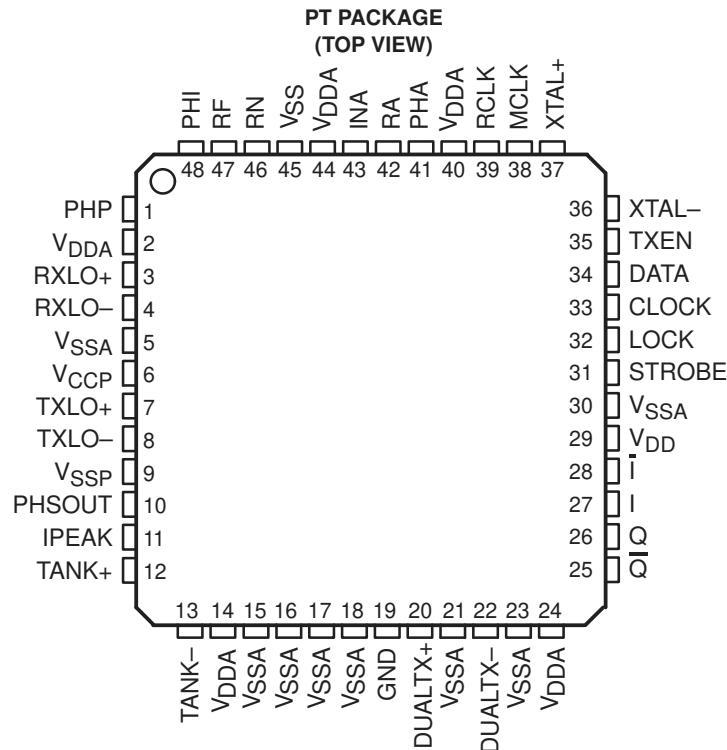 PT PACKAGE
(TOP VIEW)
PHI RF RN VSS VDDA INA RA PHA VDDA RCLK MCLK XTAL+
48 47 46 45 44 43 42 41 40 39 38 37
PHP 1 36 XTAL–
VDDA 2 35 TXEN
RXLO+ 3 34 DATA
RXLO– 4 33 CLOCK
VSSA 5 32 LOCK
VCCP 6 31 STROBE
TXLO+ 7 30 VSSA
TXLO– 8 29 VDD
VSSP 9 28 I̅
PHSOUT 10 27 I
IPEAK 11 26 Q
TANK+ 12 25 Q̅
13 14 15 16 17 18 19 20 21 22 23 24
TANK– VDDA VSSA VSSA VSSA VSSA GND DUALTX+ VSSA DUALTX– VSSA VDDA